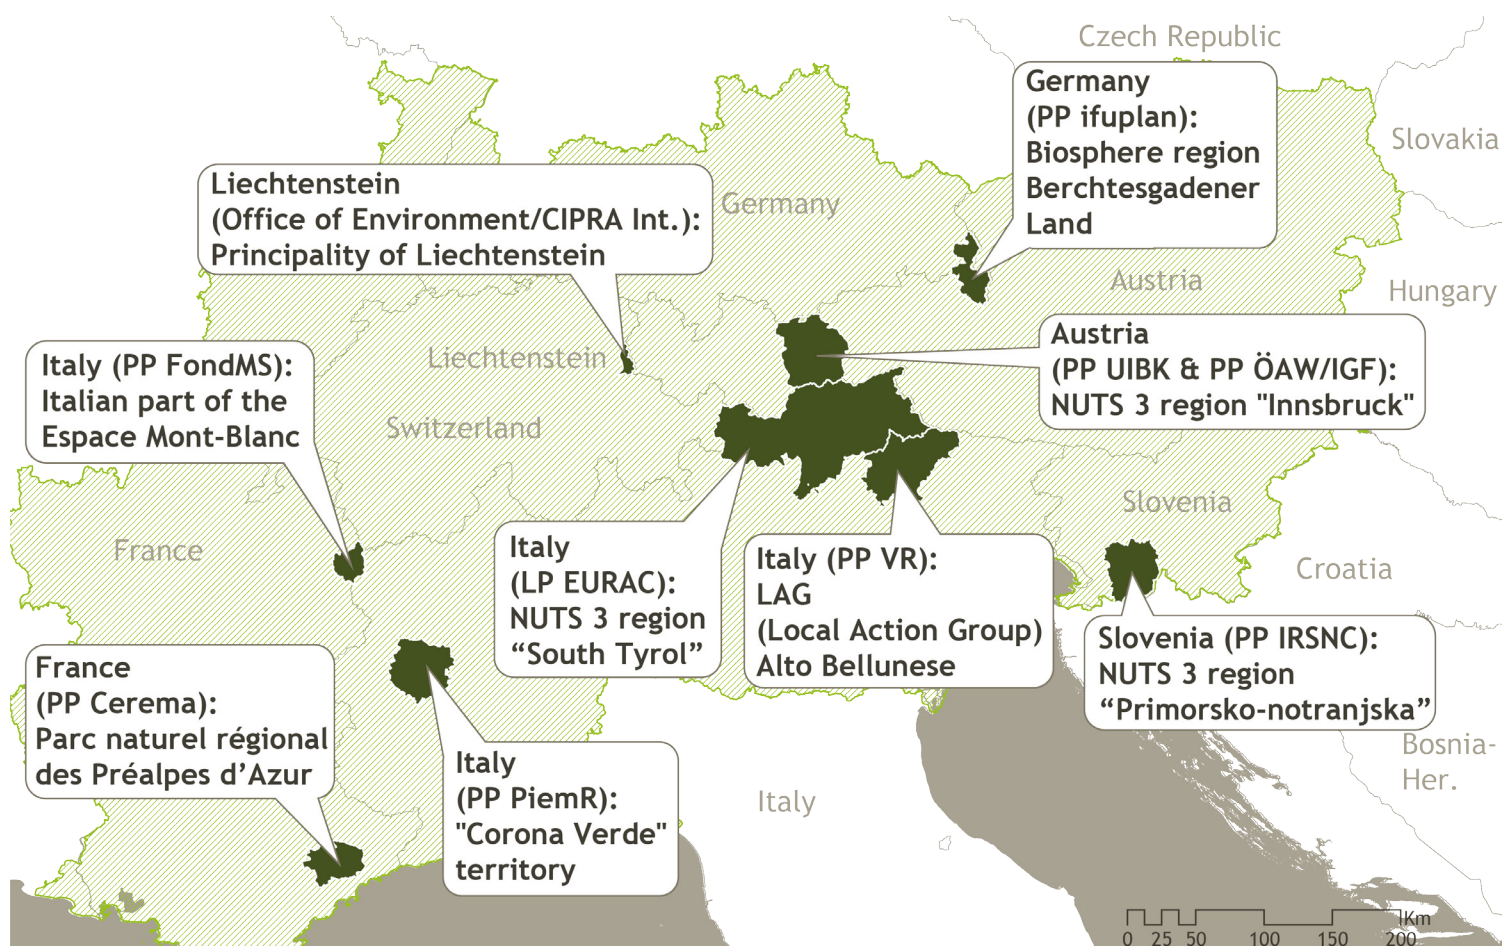 Czech Republic
Germany
(PP ifuplan):
Biosphere region
Berchtesgadener
Land
Slovakia
Liechtenstein
(Office of Environment/CIPRA Int.):
Principality of Liechtenstein
Germany
Austria
Hungary
Austria
(PP UIBK & PP ÖAW/IGF):
NUTS 3 region "Innsbruck"
Liechtenstein
Italy (PP FondMS):
Italian part of the
Espace Mont-Blanc
Switzerland
Slovenia
France
Italy
(LP EURAC):
NUTS 3 region
“South Tyrol”
Italy (PP VR):
LAG
(Local Action Group)
Alto Bellunese
Croatia
Slovenia (PP IRSNC):
NUTS 3 region
“Primorsko-notranjska”
France
(PP Cerema):
Parc naturel régional
des Préalpes d’Azur
Italy
(PP PiemR):
"Corona Verde"
territory
Italy
Bosnia-
Her.
Km
0 25 50 100 150 200